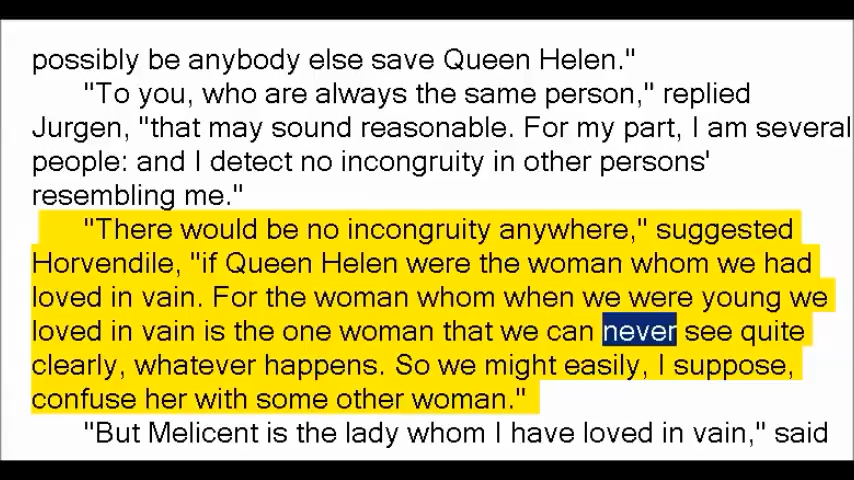 possibly be anybody else save Queen Helen."
"To you, who are always the same person," replied
Jurgen, "that may sound reasonable. For my part, I am several
people: and I detect no incongruity in other persons'
resembling me."
"There would be no incongruity anywhere," suggested
Horvendile, "if Queen Helen were the woman whom we had
loved in vain. For the woman whom when we were young we
loved in vain is the one woman that we can never see quite
clearly, whatever happens. So we might easily, I suppose,
confuse her with some other woman."
"But Melicent is the lady whom I have loved in vain," said